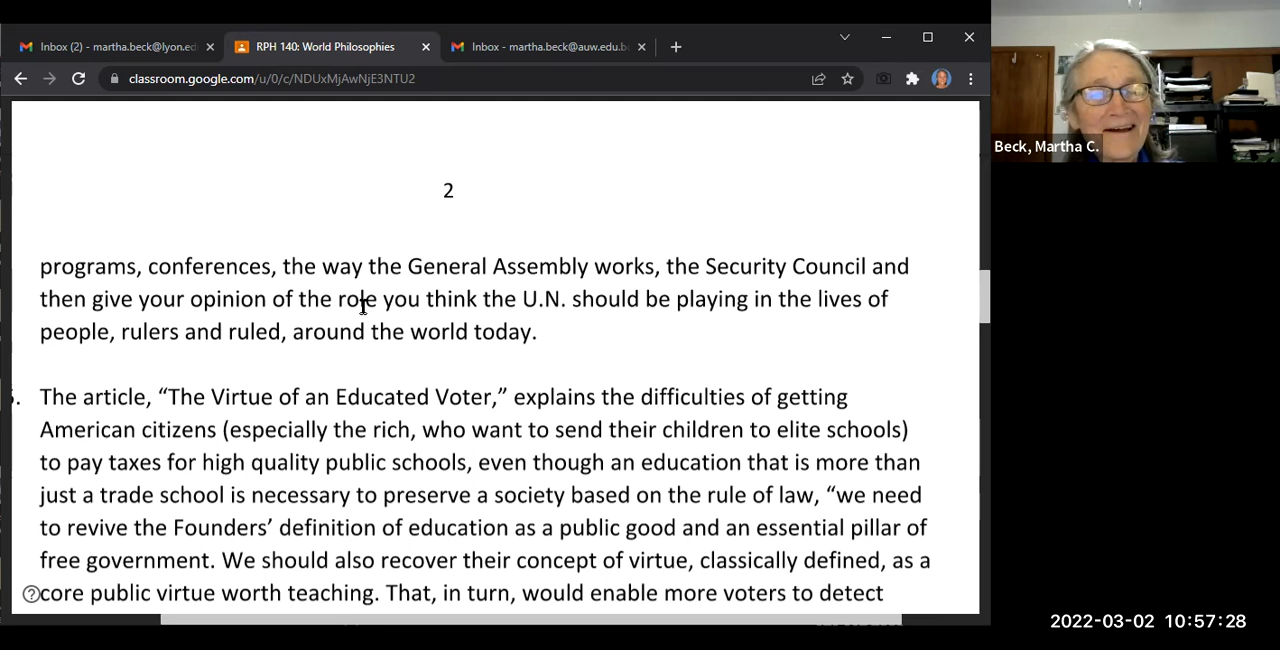 Inbox (2) - martha.beck@lyon.ed
RPH 140: World Philosophies
Inbox - martha.beck@auw.edu.b
classroom.google.com/u/0/c/NDUxMjAwNjE3NTU2
Beck, Martha C.
2
programs, conferences, the way the General Assembly works, the Security Council and
then give your opinion of the role you think the U.N. should be playing in the lives of
people, rulers and ruled, around the world today.
The article, “The Virtue of an Educated Voter,” explains the difficulties of getting
American citizens (especially the rich, who want to send their children to elite schools)
to pay taxes for high quality public schools, even though an education that is more than
just a trade school is necessary to preserve a society based on the rule of law, “we need
to revive the Founders’ definition of education as a public good and an essential pillar of
free government. We should also recover their concept of virtue, classically defined, as a
core public virtue worth teaching. That, in turn, would enable more voters to detect
2022-03-02 10:57:28